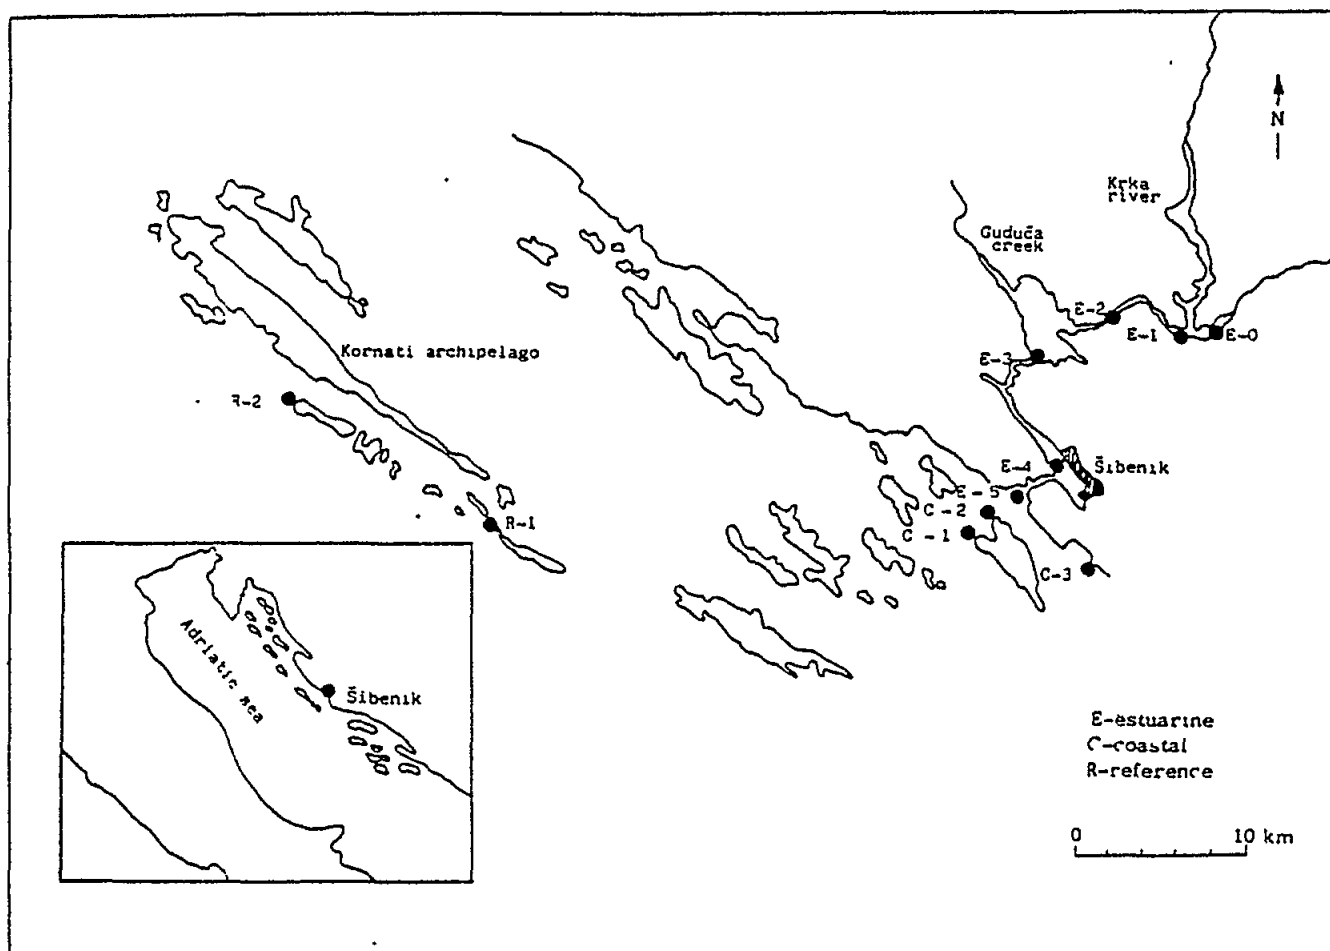 N
Krka
river
Guduča
creek
E-2
E-1
E-0
E-3
Kornati archipelago
R-2
E-4
Šibenik
E-5
C-2
C-1
R-1
C-3
Adriatic sea
Šibenik
E-estuarine
C-coastal
R-reference
0 10 km